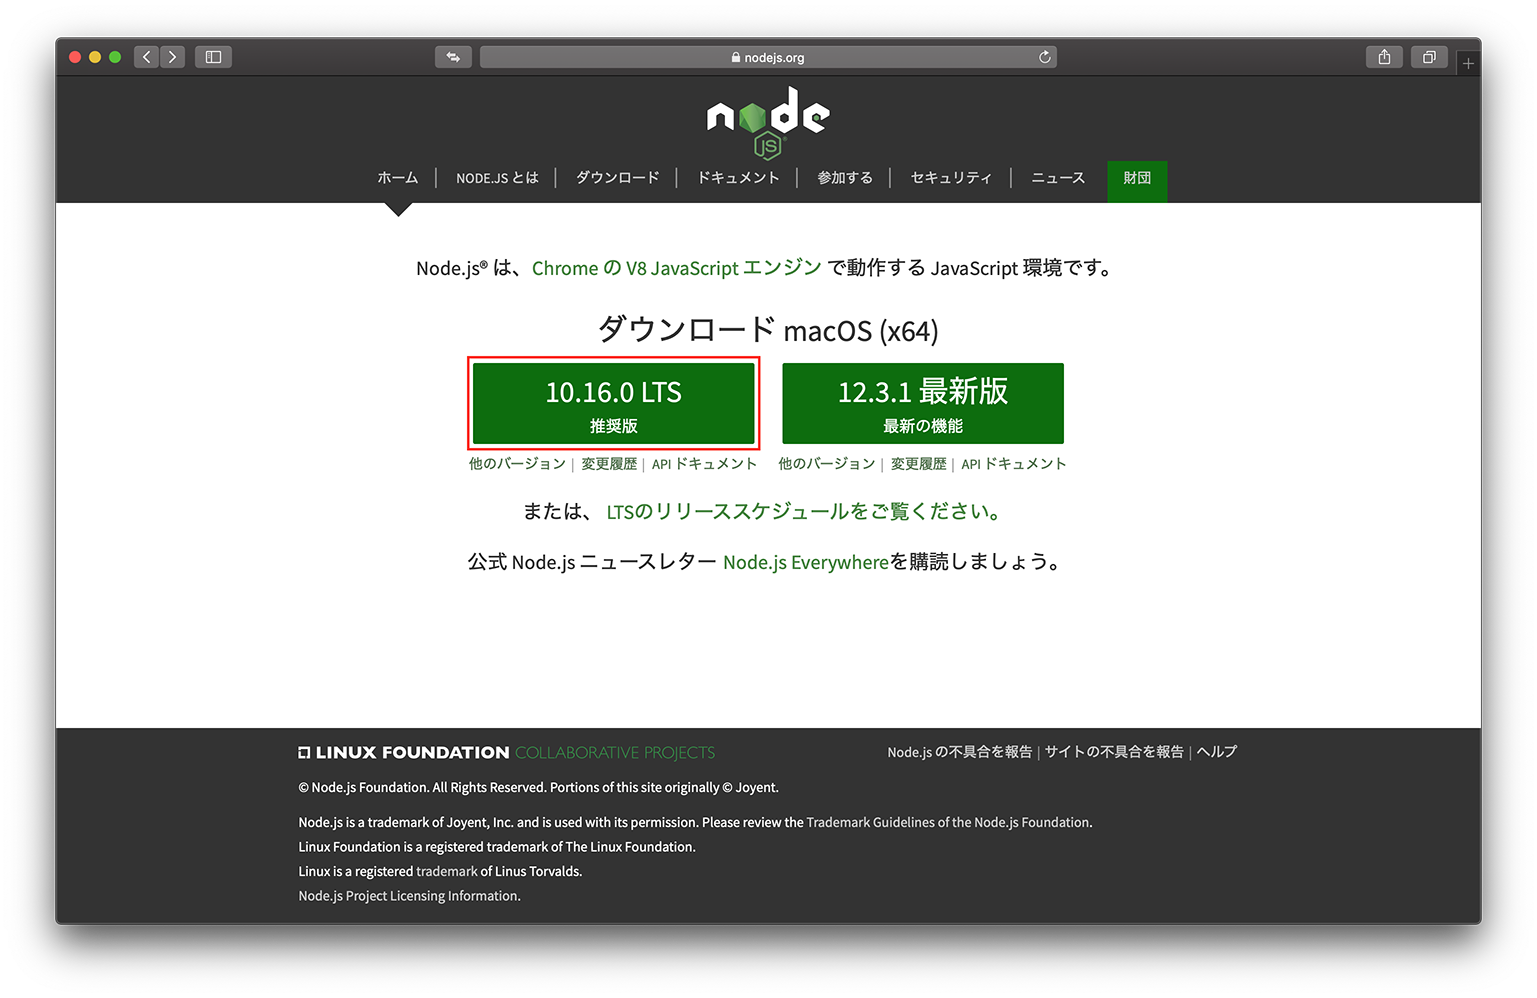 nodejs.org
node
JS
ホーム | NODE.JS とは | ダウンロード | ドキュメント | 参加する | セキュリティ | ニュース 財団
Node.js® は、Chrome の V8 JavaScript エンジン で動作する JavaScript 環境です。
ダウンロード macOS (x64)
10.16.0 LTS
推奨版
12.3.1 最新版
最新の機能
他のバージョン | 変更履歴 | API ドキュメント
他のバージョン | 変更履歴 | API ドキュメント
または、 LTSのリリーススケジュールをご覧ください。
公式 Node.js ニュースレター Node.js Everywhereを購読しましょう。
LINUX FOUNDATION COLLABORATIVE PROJECTS
Node.js の不具合を報告 | サイトの不具合を報告 | ヘルプ
© Node.js Foundation. All Rights Reserved. Portions of this site originally © Joyent.
Node.js is a trademark of Joyent, Inc. and is used with its permission. Please review the Trademark Guidelines of the Node.js Foundation.
Linux Foundation is a registered trademark of The Linux Foundation.
Linux is a registered trademark of Linus Torvalds.
Node.js Project Licensing Information.